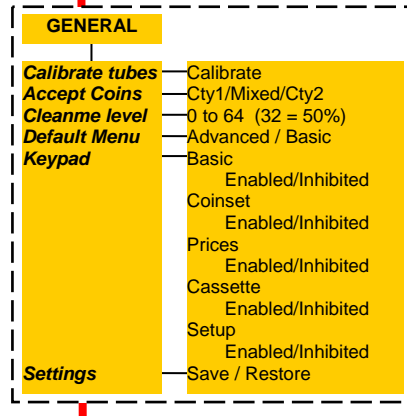 GENERAL
Calibrate tubes Calibrate
Accept Coins Cty1/Mixed/Cty2
Cleanme level 0 to 64 (32 = 50%)
Default Menu Advanced / Basic
Keypad Basic
Enabled/Inhibited
Coinset
Enabled/Inhibited
Prices
Enabled/Inhibited
Cassette
Enabled/Inhibited
Setup
Enabled/Inhibited
Settings Save / Restore